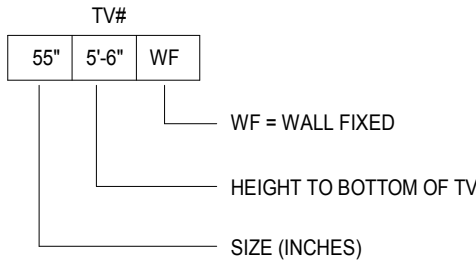 TV#
55" 5'-6" WF
WF = WALL FIXED
HEIGHT TO BOTTOM OF TV
SIZE (INCHES)